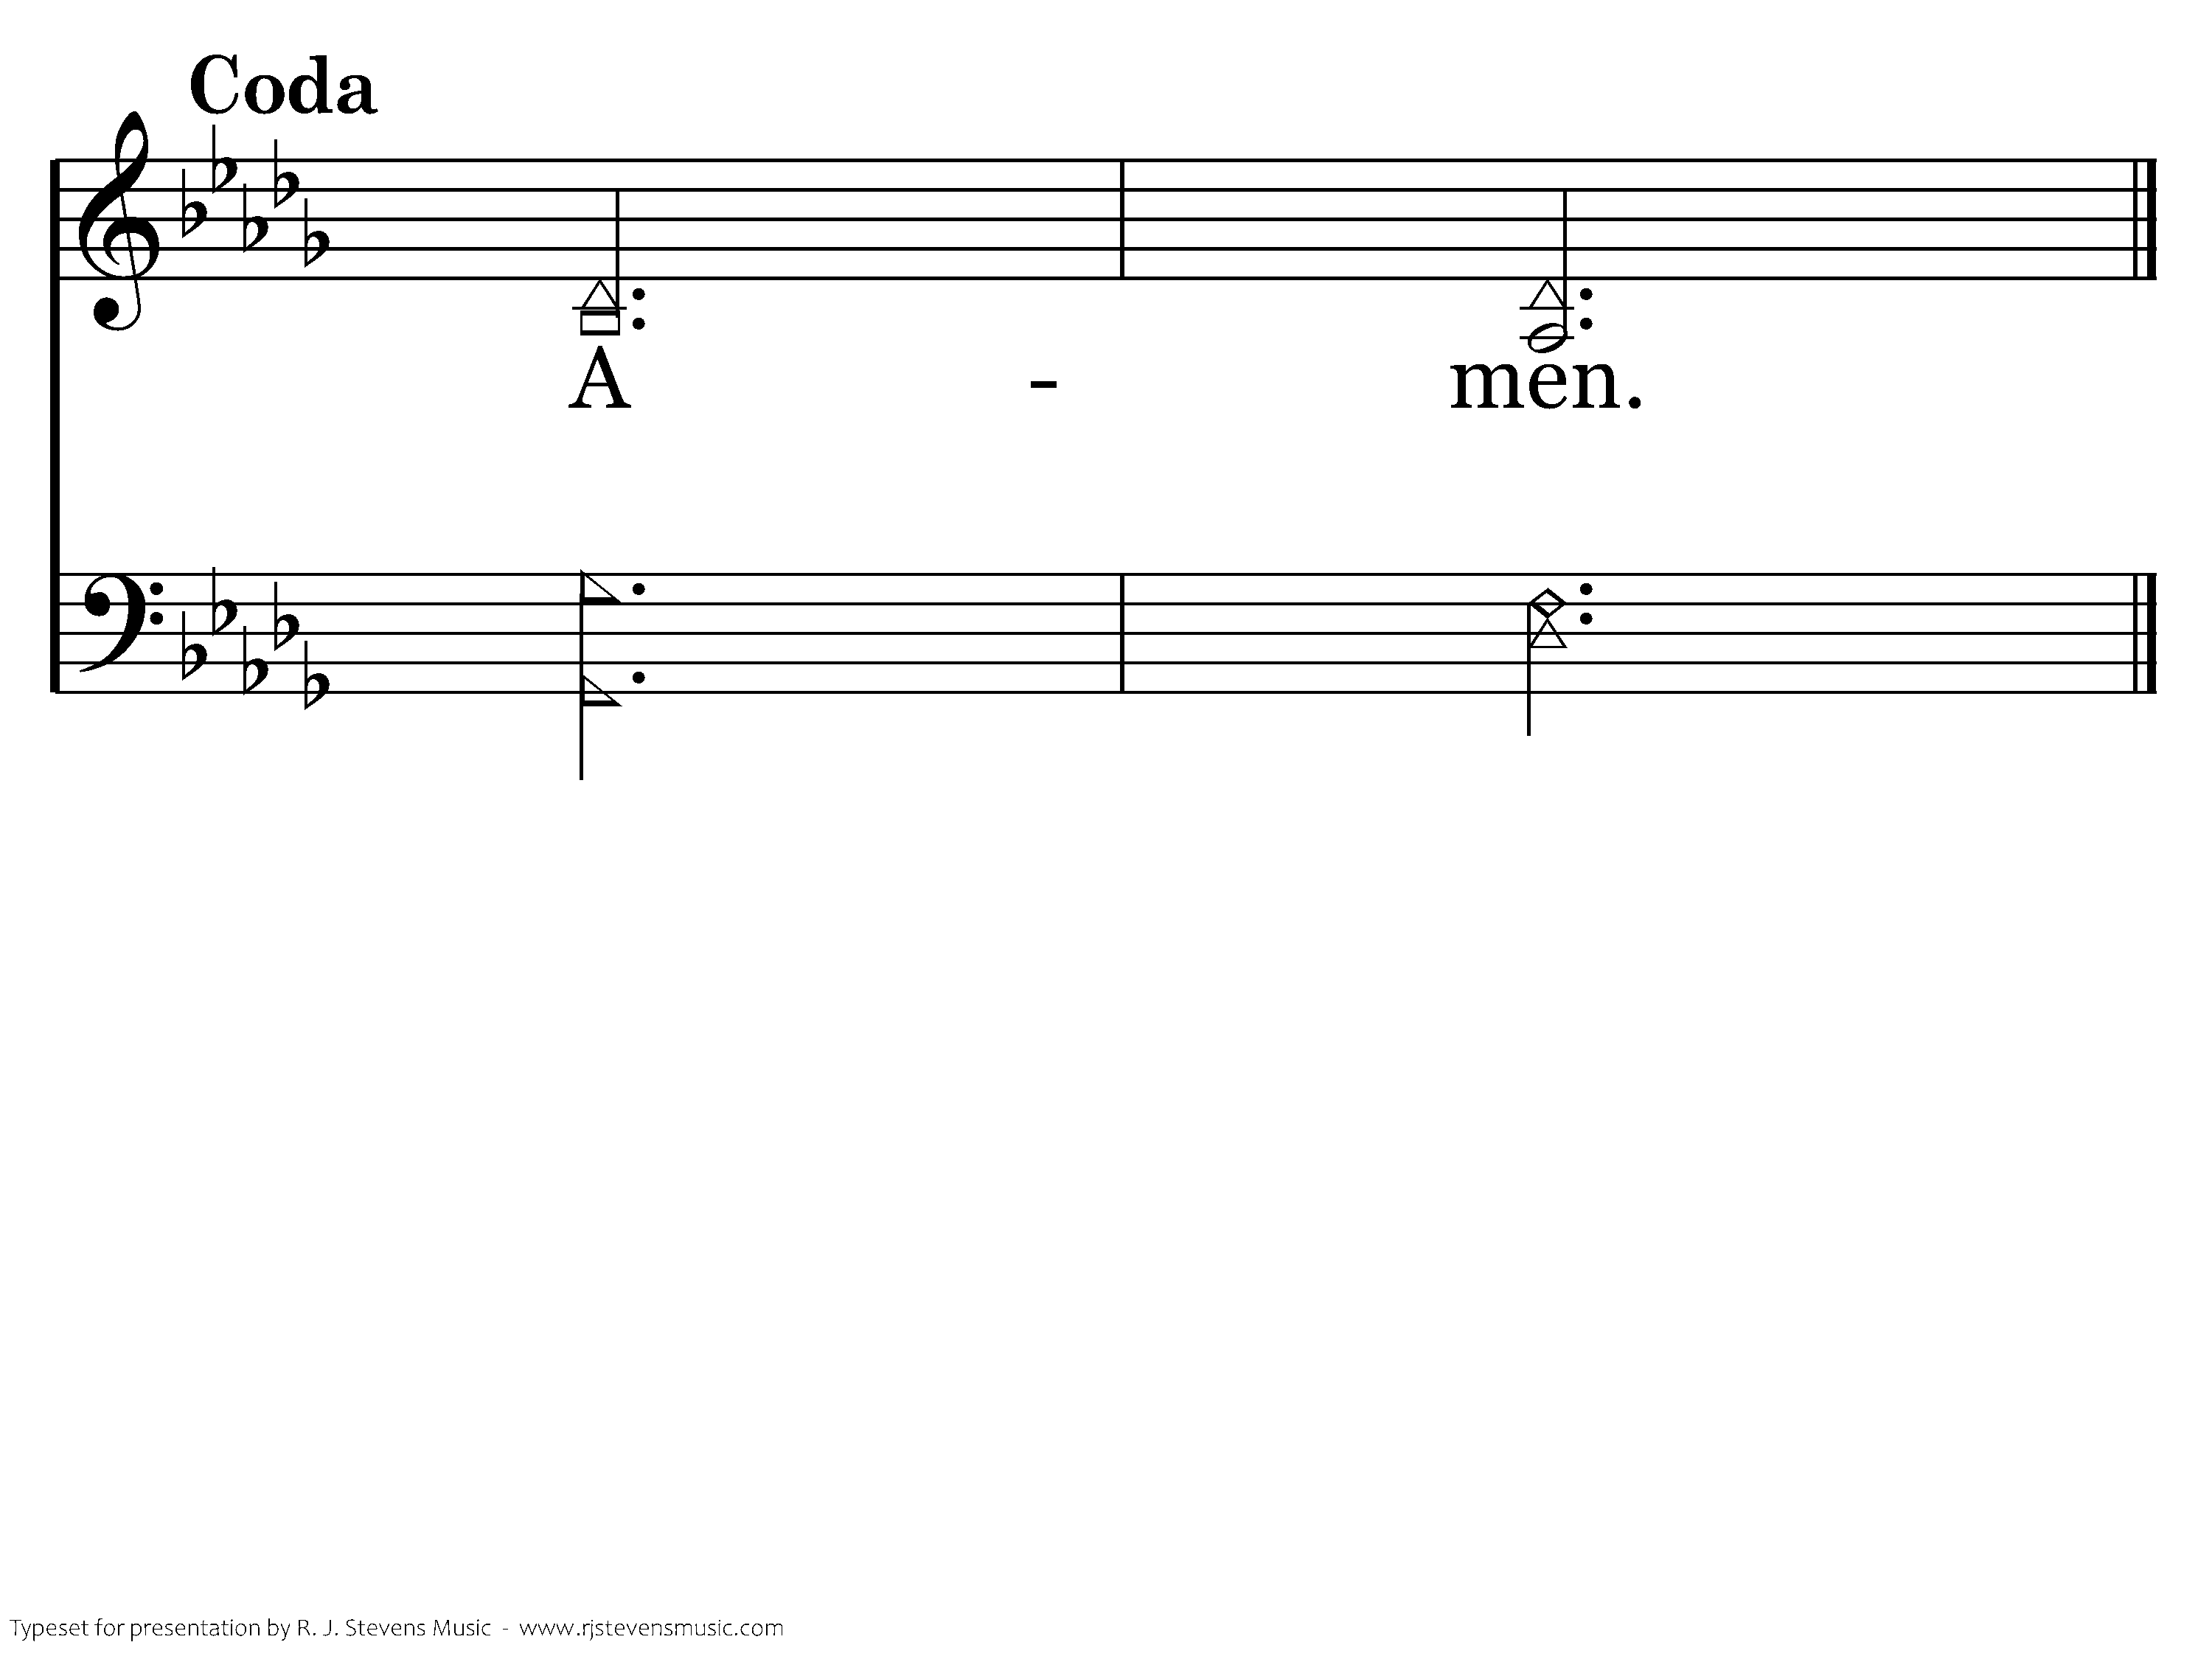 Coda
A - men.
Typeset for presentation by R. J. Stevens Music - www.rjstevensmusic.com